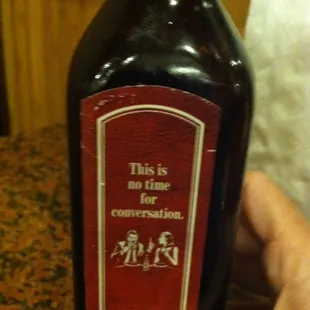 This is
no time
for
conversation.